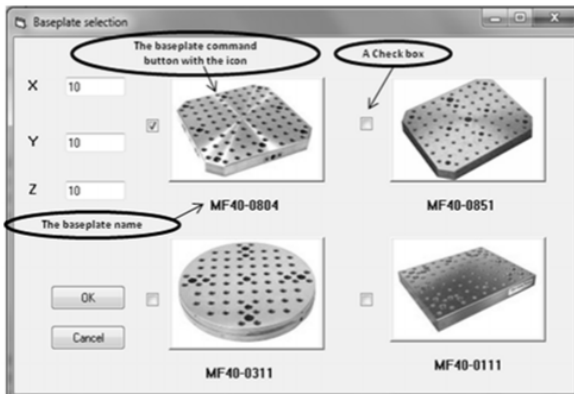 Baseplate selection
The baseplate command
button with the icon
A Check box
X 10
Y 10
Z 10
MF40-0804
MF40-0851
The baseplate name
OK
Cancel
MF40-0311
MF40-0111